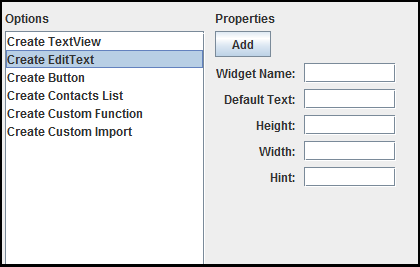 Options
Create TextView
Create EditText
Create Button
Create Contacts List
Create Custom Function
Create Custom Import
Properties
Add
Widget Name:
Default Text:
Height:
Width:
Hint: